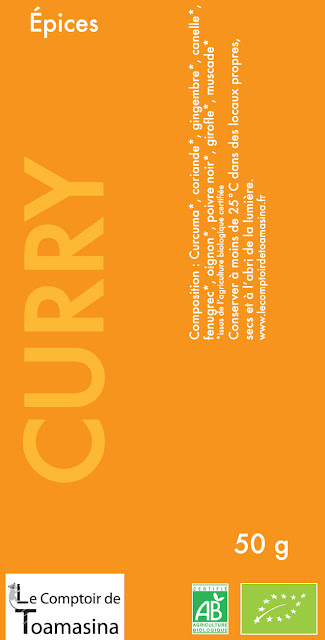 Épices
CURRY
Composition : Curcuma*, coriande*, gingembre*, canelle*,
fenugrec*, oignon*, poivre noir*, girofle*, muscade*
*issus de l'agriculture biologique certifiée
Conserver à moins de 25°C dans des locaux propres,
secs et à l'abri de la lumière.
www.lecomptoirdetoamasina.fr
50 g
Le Comptoir de
Toamasina
CERTIFIÉ
AB
AGRICULTURE
BIOLOGIQUE